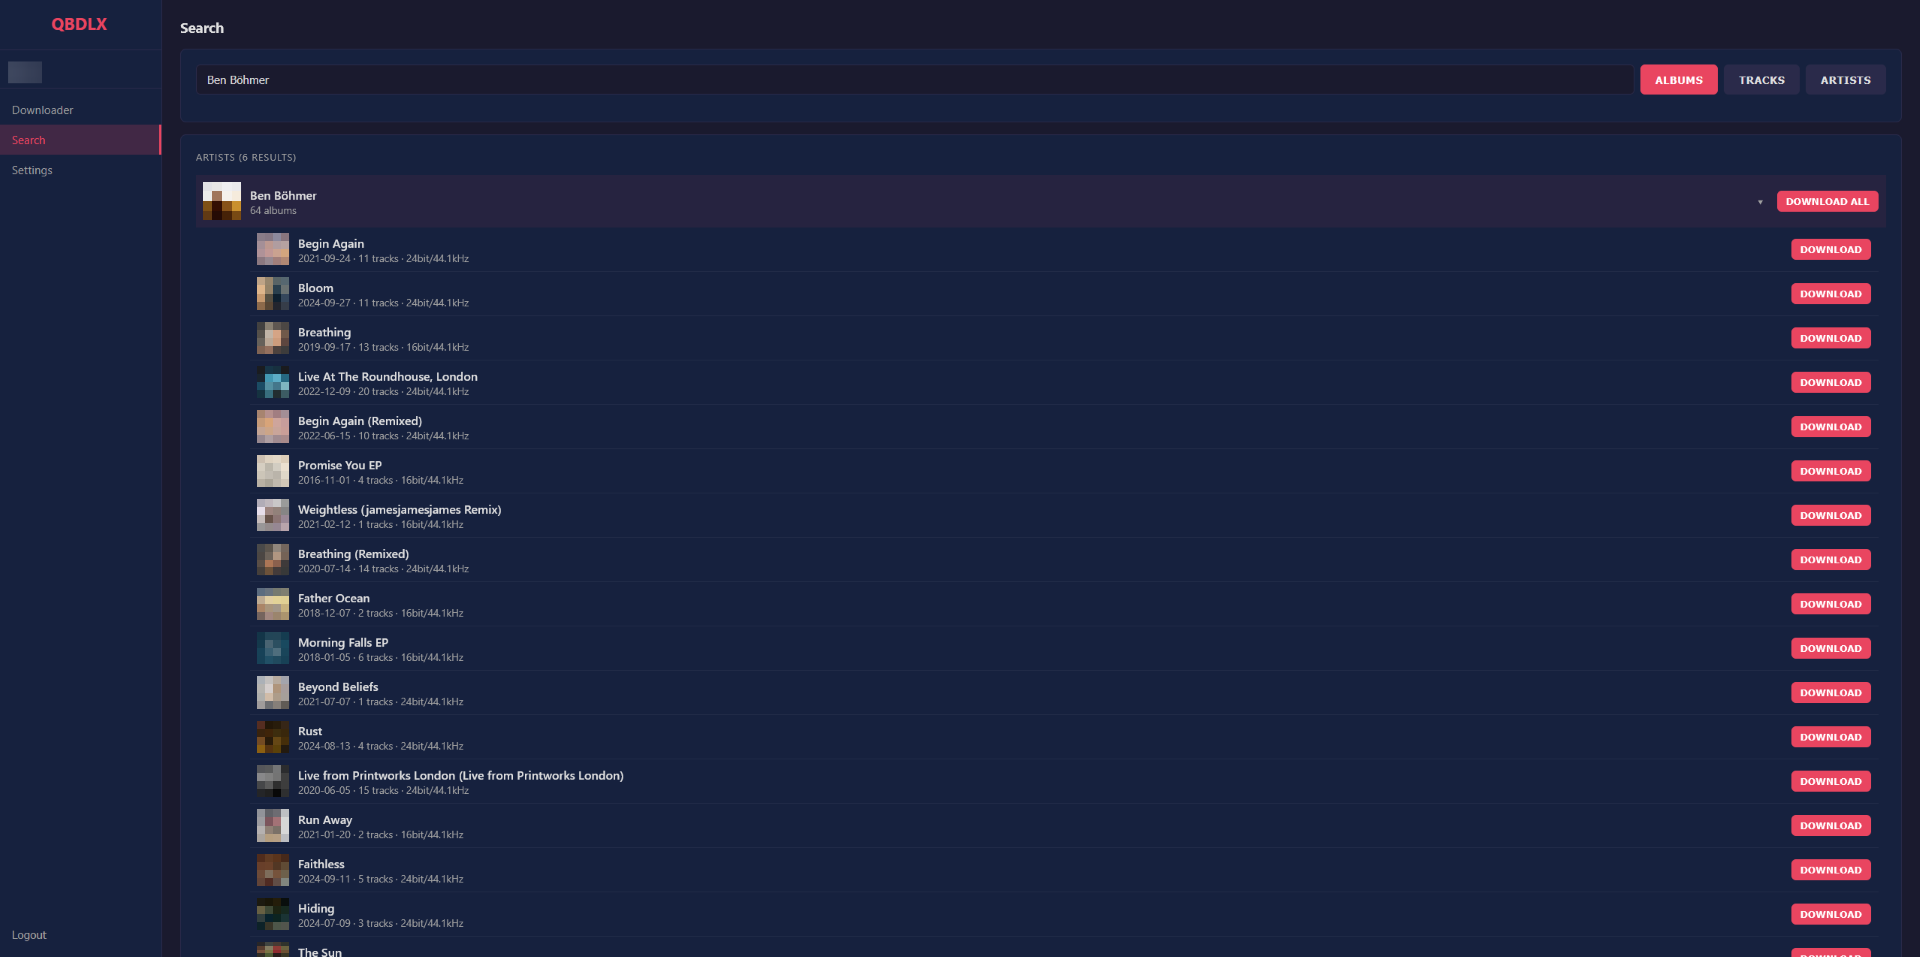 QBDLX
Downloader
Search
Settings
Logout
Search
Ben Böhmer
ALBUMS
TRACKS
ARTISTS
ARTISTS (6 RESULTS)
Ben Böhmer
64 albums
DOWNLOAD ALL
Begin Again
2021-09-24 · 11 tracks · 24bit/44.1kHz
DOWNLOAD
Bloom
2024-09-27 · 11 tracks · 24bit/44.1kHz
DOWNLOAD
Breathing
2019-09-17 · 13 tracks · 16bit/44.1kHz
DOWNLOAD
Live At The Roundhouse, London
2022-12-09 · 20 tracks · 24bit/44.1kHz
DOWNLOAD
Begin Again (Remixed)
2022-06-15 · 10 tracks · 24bit/44.1kHz
DOWNLOAD
Promise You EP
2016-11-01 · 4 tracks · 16bit/44.1kHz
DOWNLOAD
Weightless (jamesjamesjames Remix)
2021-02-12 · 1 tracks · 16bit/44.1kHz
DOWNLOAD
Breathing (Remixed)
2020-07-14 · 14 tracks · 24bit/44.1kHz
DOWNLOAD
Father Ocean
2018-12-07 · 2 tracks · 16bit/44.1kHz
DOWNLOAD
Morning Falls EP
2018-01-05 · 6 tracks · 16bit/44.1kHz
DOWNLOAD
Beyond Beliefs
2021-07-07 · 1 tracks · 24bit/44.1kHz
DOWNLOAD
Rust
2024-08-13 · 4 tracks · 24bit/44.1kHz
DOWNLOAD
Live from Printworks London (Live from Printworks London)
2020-06-05 · 15 tracks · 24bit/44.1kHz
DOWNLOAD
Run Away
2021-01-20 · 2 tracks · 16bit/44.1kHz
DOWNLOAD
Faithless
2024-09-11 · 5 tracks · 24bit/44.1kHz
DOWNLOAD
Hiding
2024-07-09 · 3 tracks · 24bit/44.1kHz
DOWNLOAD
The Sun
DOWNLOAD